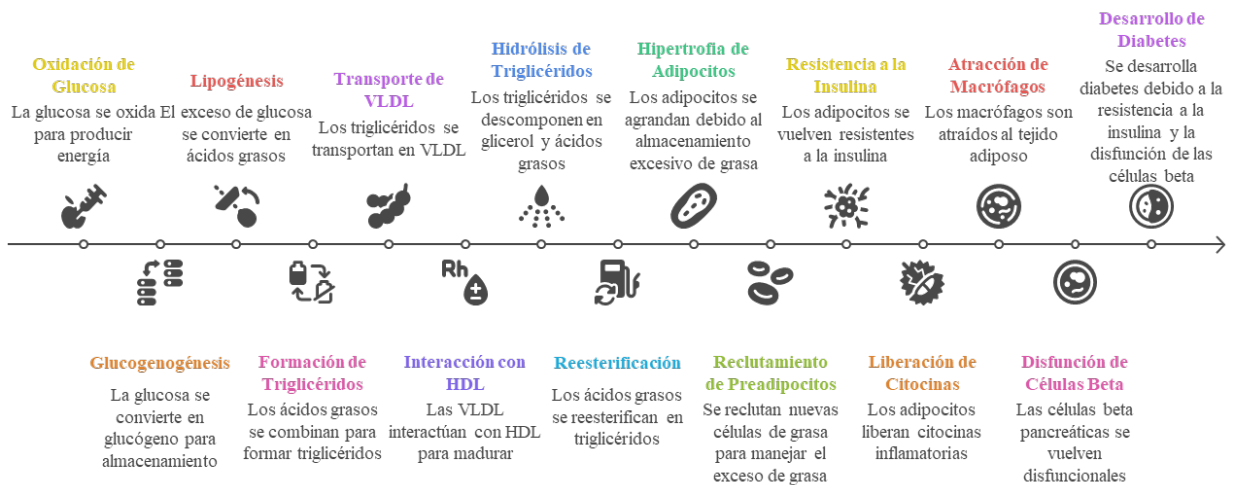 Oxidación de
Glucosa
La glucosa se oxida
para producir
energía
Glucogenogénesis
La glucosa se
convierte en
glucógeno para
almacenamiento
Lipogénesis
El exceso de glucosa
se convierte en
ácidos grasos
Formación de
Triglicéridos
Los ácidos grasos
se combinan para
formar triglicéridos
Transporte de
VLDL
Los triglicéridos se
transportan en VLDL
Rh
Interacción con
HDL
Las VLDL
interactúan con HDL
para madurar
Hidrólisis de
Triglicéridos
Los triglicéridos se
descomponen en
glicerol y ácidos
grasos
Reesterificación
Los ácidos grasos
se reesterifican en
triglicéridos
Hipertrofia de
Adipocitos
Los adipocitos se
agrandan debido al
almacenamiento
excesivo de grasa
Reclutamiento
de Preadipocitos
Se reclutan nuevas
células de grasa
para manejar el
exceso de grasa
Resistencia a la
Insulina
Los adipocitos se
vuelven resistentes
a la insulina
Liberación de
Citocinas
Los adipocitos
liberan citocinas
inflamatorias
Atracción de
Macrófagos
Los macrófagos son
atraídos al tejido
adiposo
Disfunción de
Células Beta
Las células beta
pancreáticas se
vuelven
disfuncionales
Desarrollo de
Diabetes
Se desarrolla
diabetes debido a la
resistencia a la
insulina y la
disfunción de las
células beta